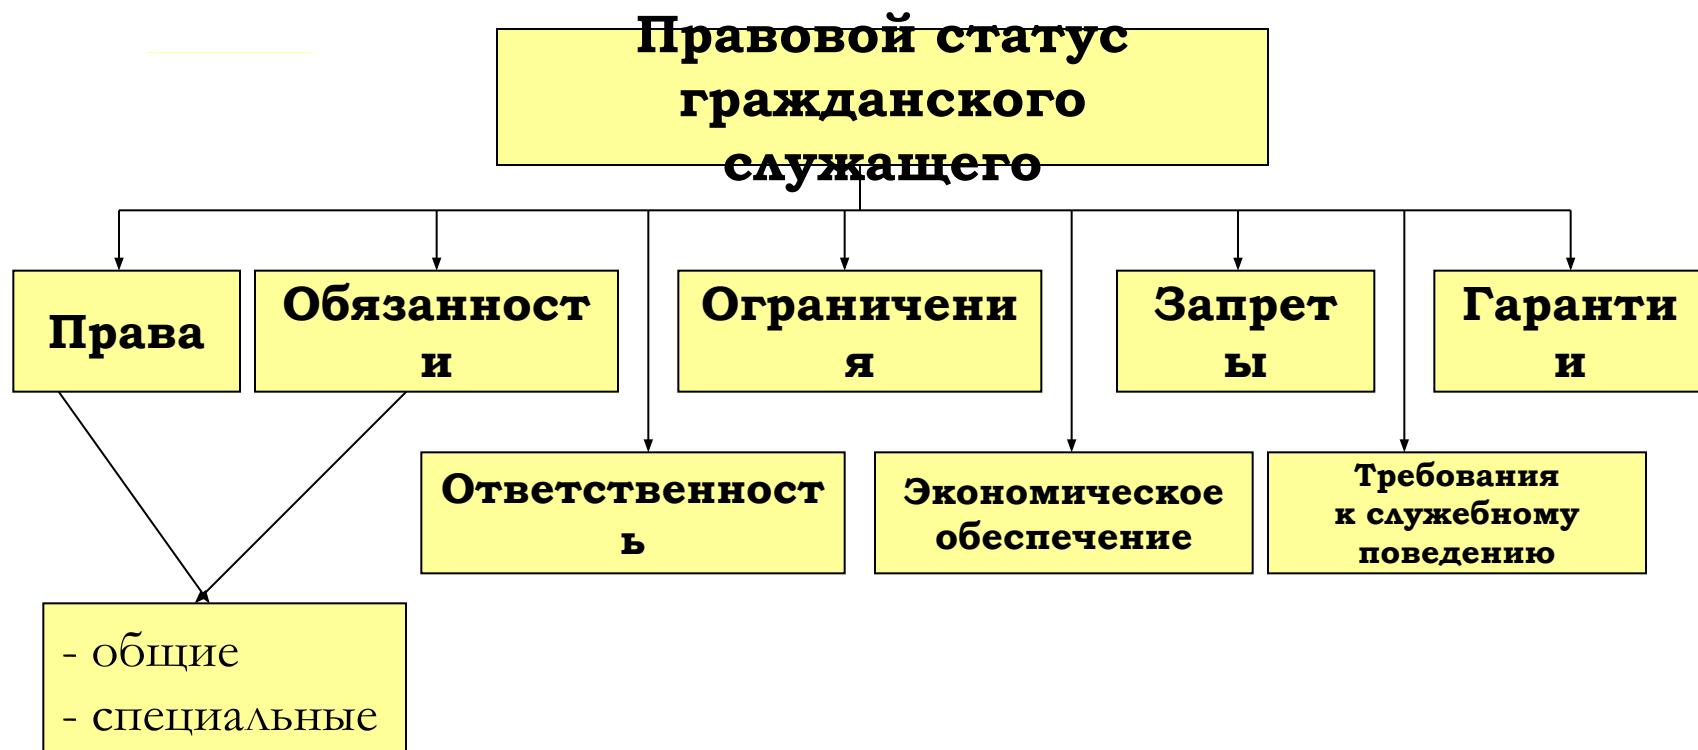 Правовой статус
гражданского
служащего
Права
Обязанност
и
Ограничени
я
Запрет
ы
Гаранти
и
Ответственност
ь
Экономическое
обеспечение
Требования
к служебному
поведению
- общие
- специальные